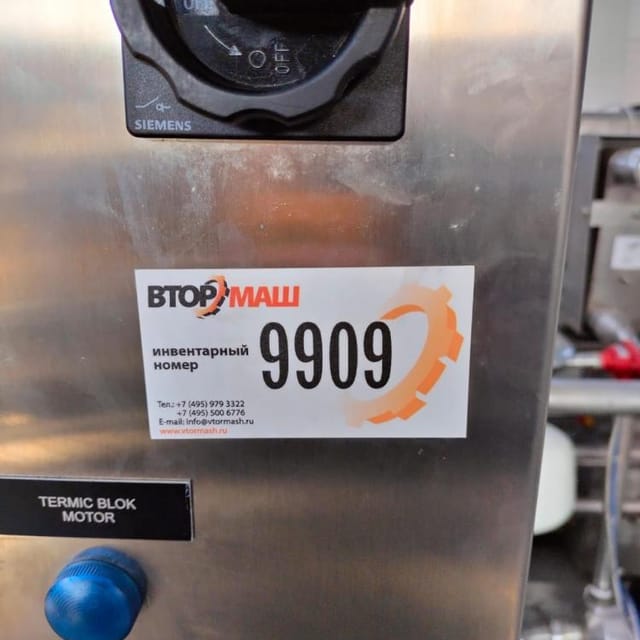 OFF
SIEMENS
ВТОРМАШ
инвентарный
номер
9909
Тел.: +7 (495) 979 3322
+7 (495) 500 6776
E-mail: info@vtormash.ru
www.vtormash.ru
TERMIC BLOK
MOTOR